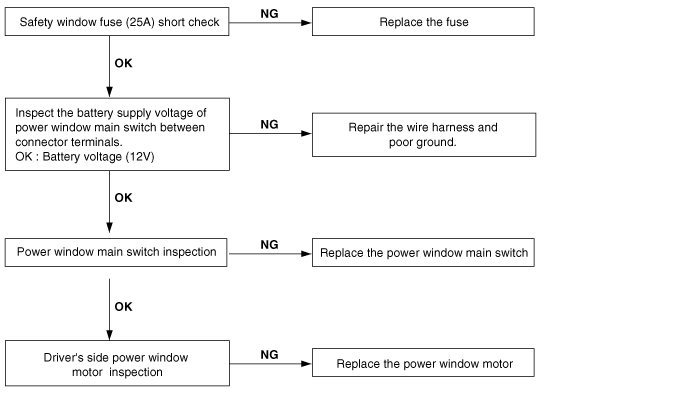 Safety window fuse (25A) short check
NG
Replace the fuse
OK
Inspect the battery supply voltage of
power window main switch between
connector terminals.
OK : Battery voltage (12V)
NG
Repair the wire harness and
poor ground.
OK
Power window main switch inspection
NG
Replace the power window main switch
OK
Driver's side power window
motor inspection
NG
Replace the power window motor